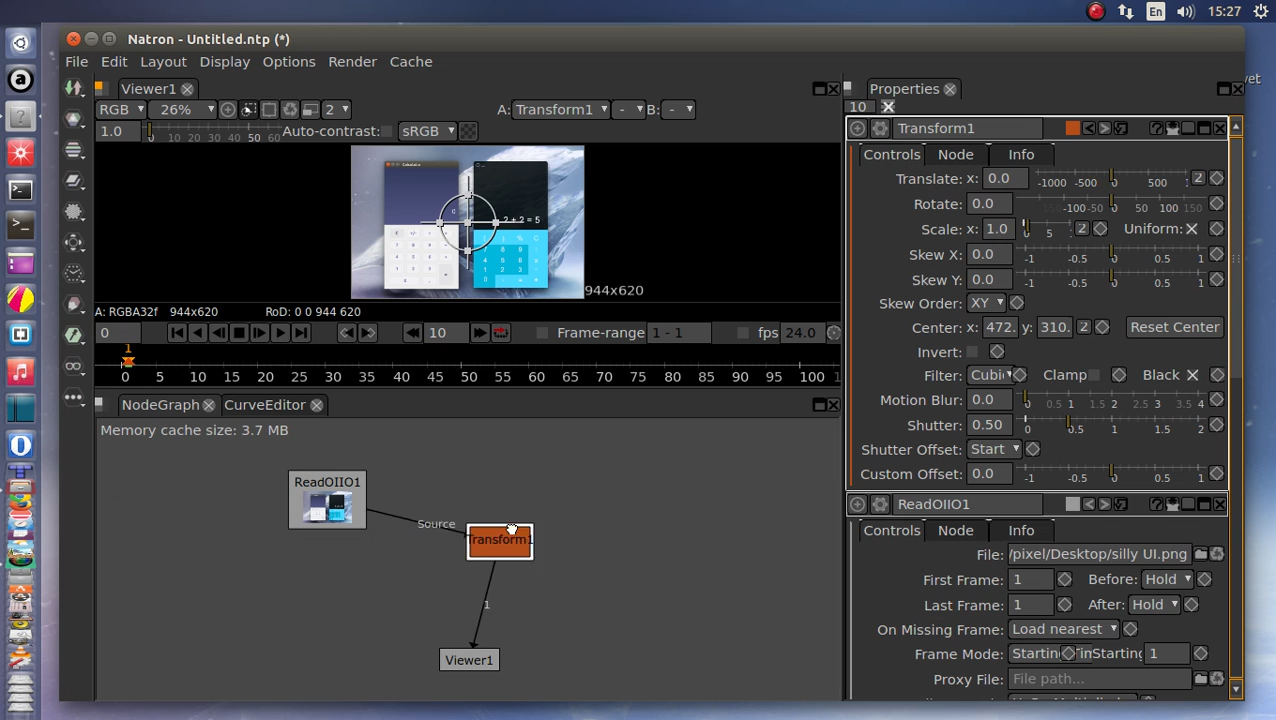 En 15:27
Natron - Untitled.ntp (*)
File Edit Layout Display Options Render Cache
Viewer1
RGB 26% 2 A: Transform1 - B: -
1.0 0 10 20 30 40 50 60 Auto-contrast: sRGB
2 + 2 = 5
944x620
A: RGBA32f 944x620 RoD: 0 0 944 620
0 10 Frame-range 1 - 1 fps 24.0
1
0 5 10 15 20 25 30 35 40 45 50 55 60 65 70 75 80 85 90 95 100
NodeGraph CurveEditor
Memory cache size: 3.7 MB
ReadOIIO1
Source
Transform1
1
Viewer1
Properties
10
Transform1
Controls Node Info
Translate: x: 0.0 -1000 -500 0 500 2
Rotate: 0.0 -100 -50 0 50 100 150
Scale: x: 1.0 5 2 Uniform:
Skew X: 0.0 -1 -0.5 0 0.5 1
Skew Y: 0.0 -1 -0.5 0 0.5 1
Skew Order: XY
Center: x: 472. y: 310. 2 Reset Center
Invert:
Filter: Cubi Clamp Black
Motion Blur: 0.0 0 0.5 1 1.5 2 2.5 3 3.5 4
Shutter: 0.50 0 0.5 1 1.5 2
Shutter Offset: Start
Custom Offset: 0.0 -1 -0.5 0 0.5 1
ReadOIIO1
Controls Node Info
File: /pixel/Desktop/silly UI.png
First Frame: 1 Before: Hold
Last Frame: 1 After: Hold
On Missing Frame: Load nearest
Frame Mode: Starting Tin Starting 1
Proxy File: File path...